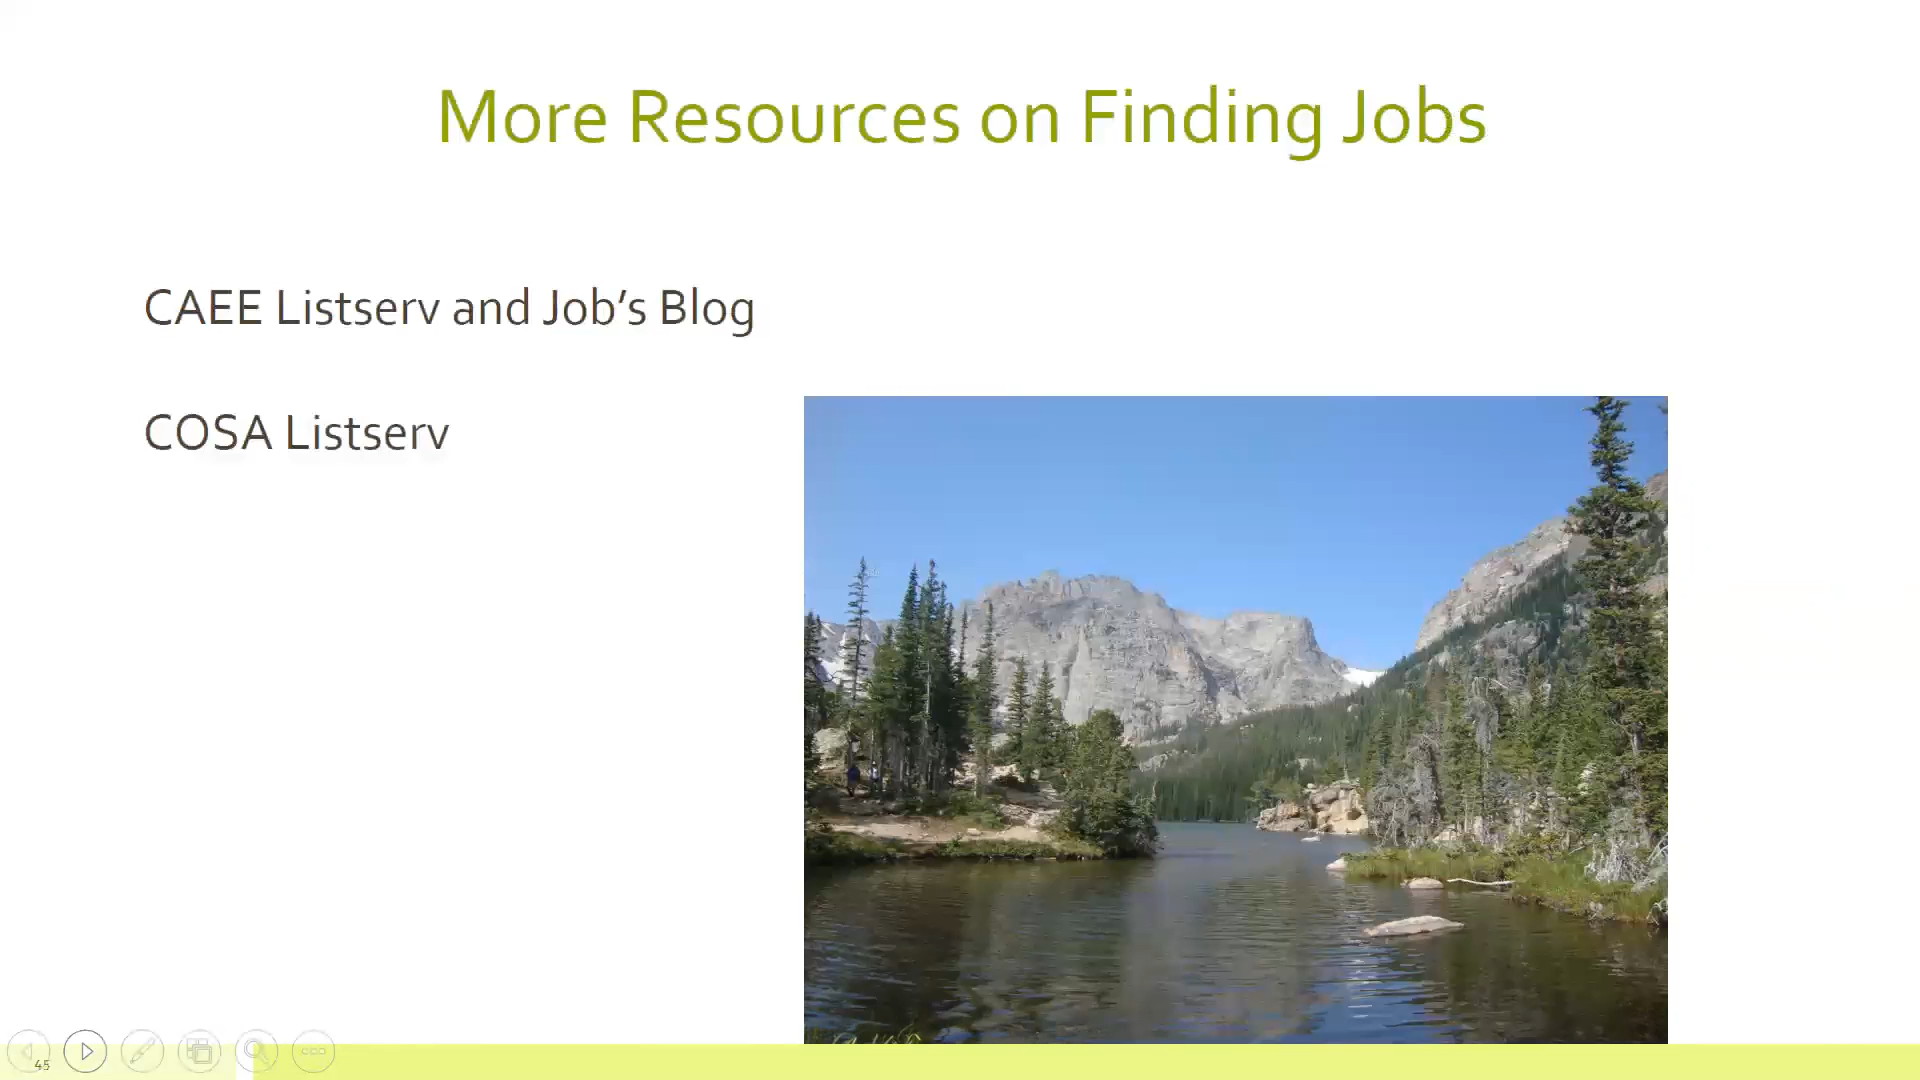 More Resources on Finding Jobs
CAEE Listserv and Job’s Blog
COSA Listserv
45